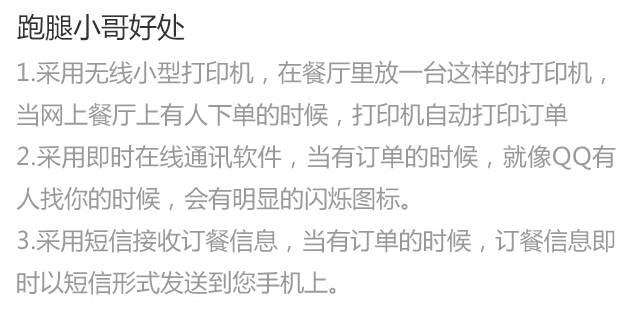 跑腿小哥好处
1.采用无线小型打印机，在餐厅里放一台这样的打印机，
当网上餐厅上有人下单的时候，打印机自动打印订单
2.采用即时在线通讯软件，当有订单的时候，就像QQ有
人找你的时候，会有明显的闪烁图标。
3.采用短信接收订餐信息，当有订单的时候，订餐信息即
时以短信形式发送到您手机上。